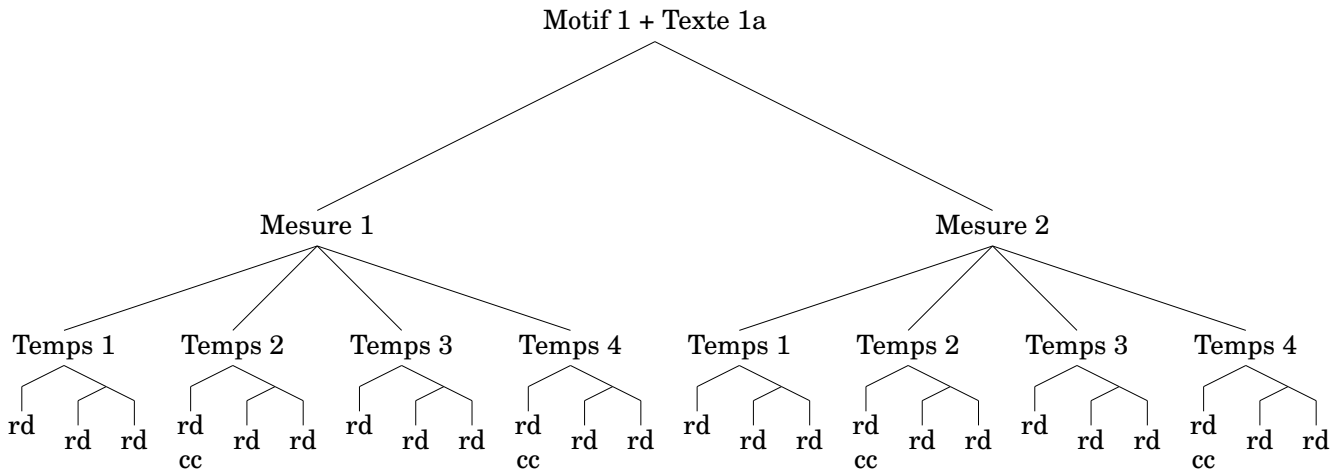 Motif 1 + Texte 1a
Mesure 1 Mesure 2
Temps 1 Temps 2 Temps 3 Temps 4 Temps 1 Temps 2 Temps 3 Temps 4
rd rd rd rd rd rd rd rd
rd rd rd rd rd rd rd rd rd rd rd rd rd rd rd rd
cc cc cc cc